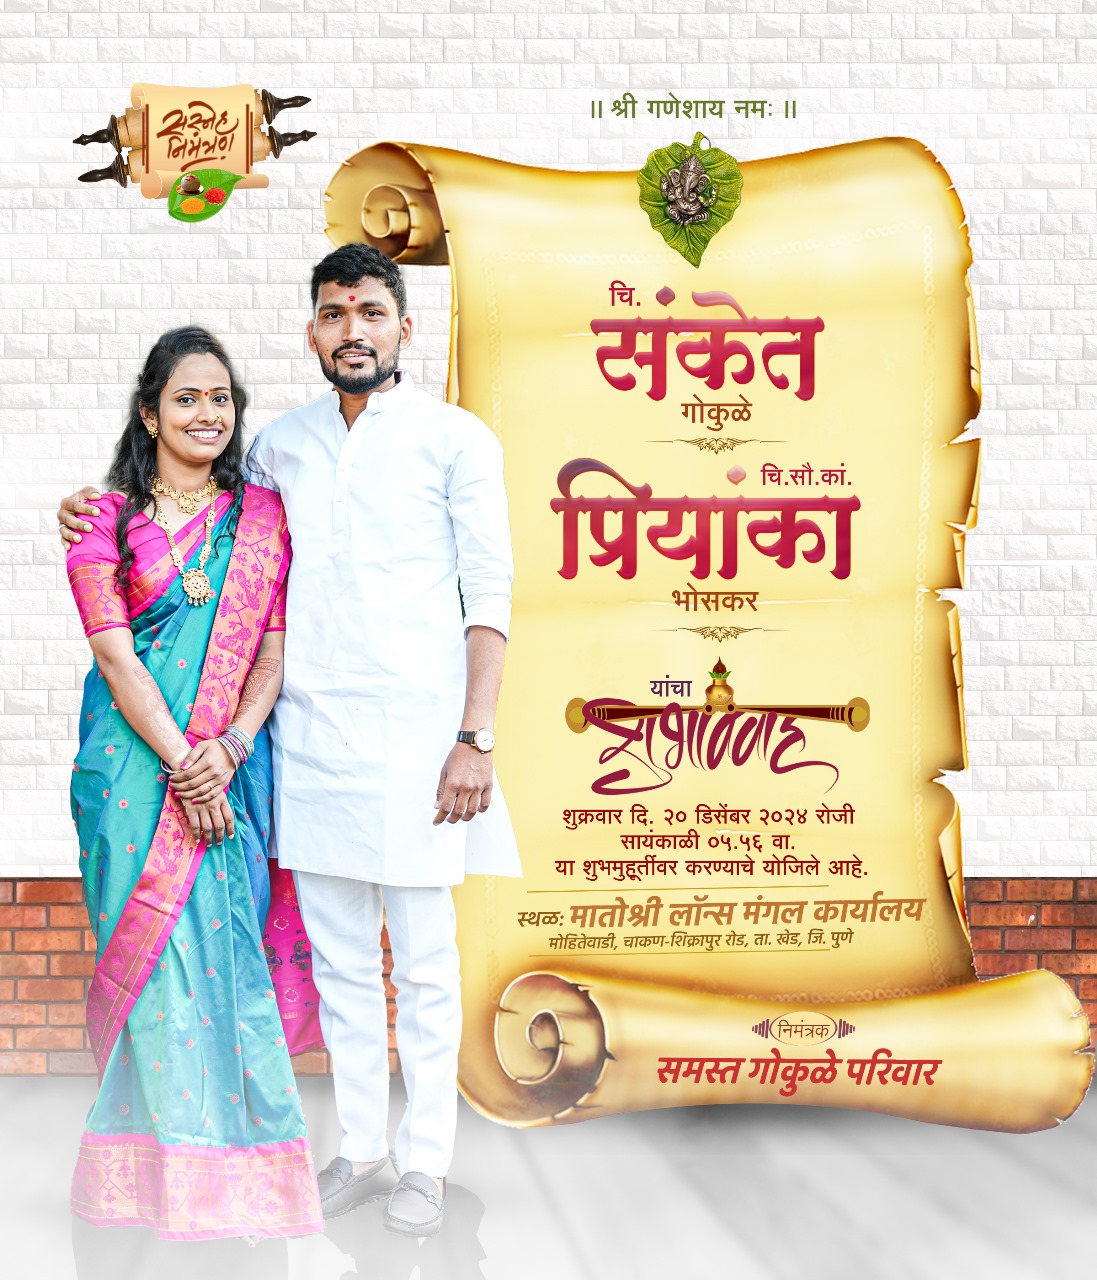 सस्नेह
निमंत्रण
॥ श्री गणेशाय नमः ॥
चि.
संकेत
गोकुळे
चि.सौ.कां.
प्रियांका
भोसकर
यांचा
शुभविवाह
शुक्रवार दि. २० डिसेंबर २०२४ रोजी
सायंकाळी ०५.५६ वा.
या शुभमुहूर्तीवर करण्याचे योजिले आहे.
स्थळ: मातोश्री लॉन्स मंगल कार्यालय
मोहितेवाडी, चाकण-शिक्रापुर रोड, ता. खेड, जि. पुणे
निमंत्रक
समस्त गोकुळे परिवार